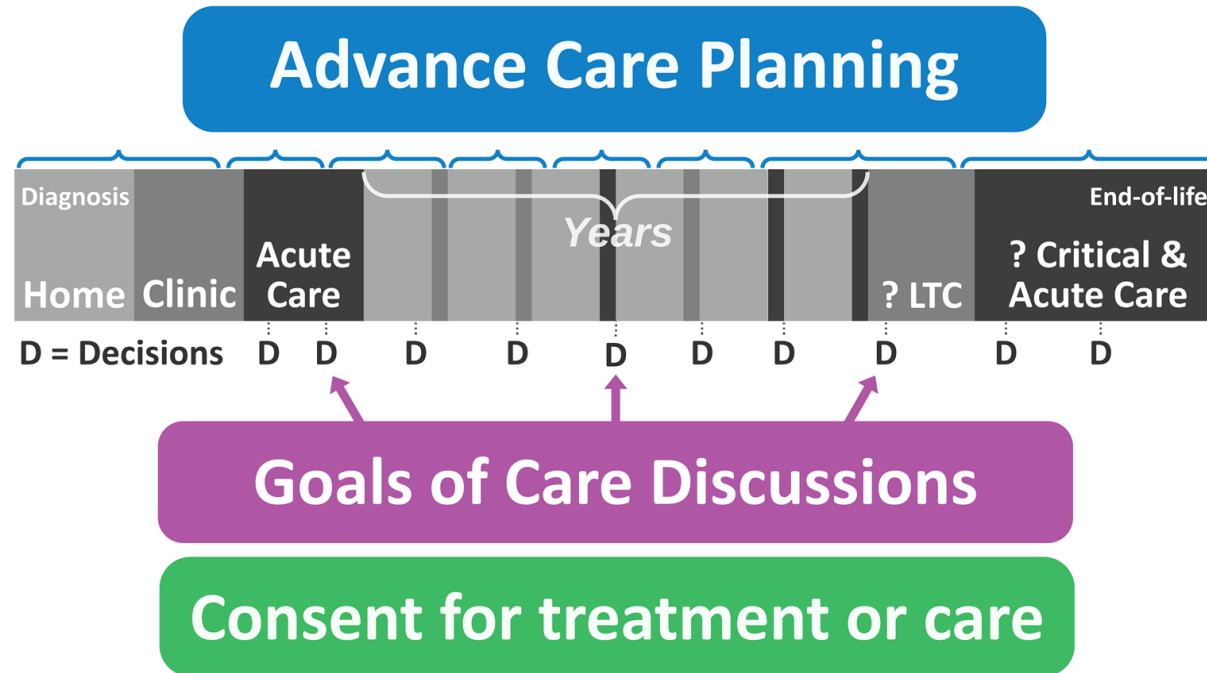 Advance Care Planning
Diagnosis
End-of-life
Years
Home
Clinic
Acute
Care
? LTC
? Critical &
Acute Care
D = Decisions D D D D D D D D D D
Goals of Care Discussions
Consent for treatment or care